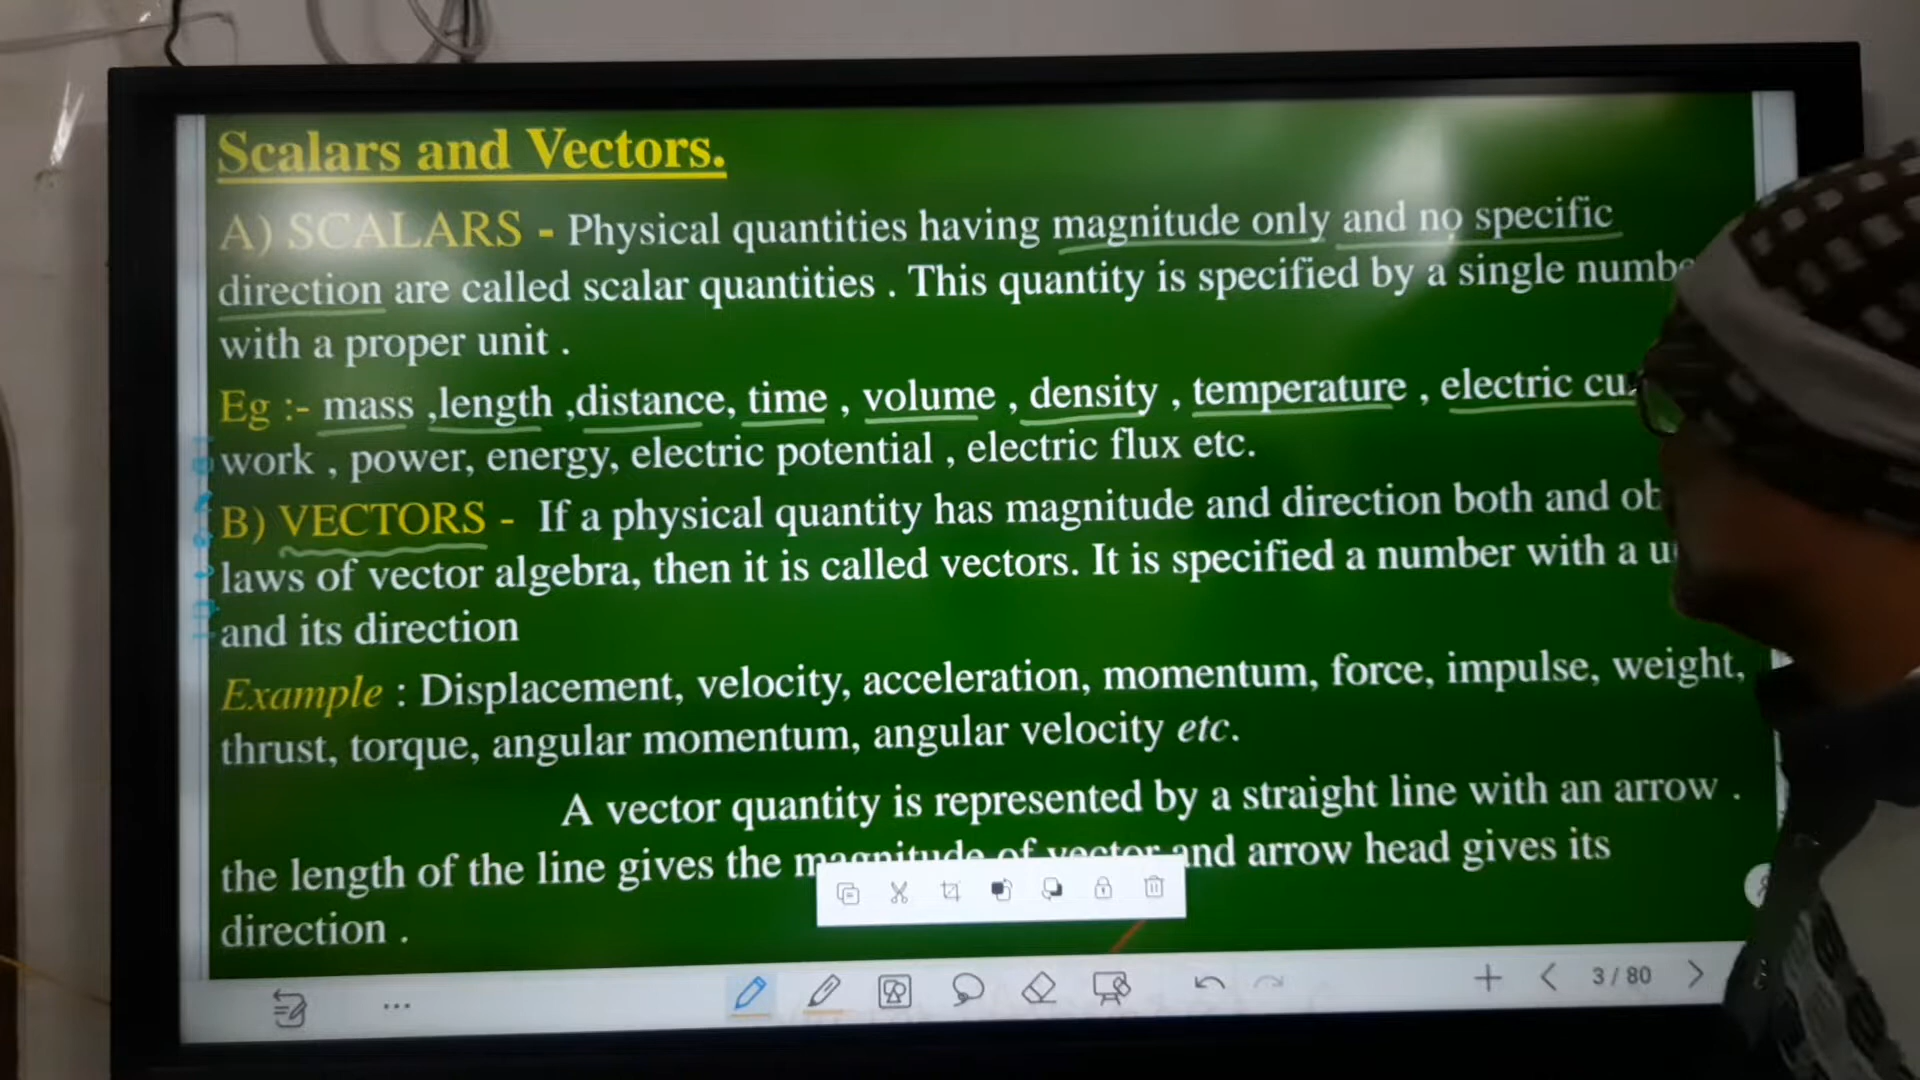 Scalars and Vectors.
A) SCALARS - Physical quantities having magnitude only and no specific
direction are called scalar quantities . This quantity is specified by a single
with a proper unit .
Eg :- mass ,length ,distance, time , volume , density , temperature , electric
work , power, energy, electric potential , electric flux etc.
B) VECTORS - If a physical quantity has magnitude and direction both and
laws of vector algebra, then it is called vectors. It is specified a number with a
and its direction
Example : Displacement, velocity, acceleration, momentum, force, impulse, weight,
thrust, torque, angular momentum, angular velocity etc.
A vector quantity is represented by a straight line with an arrow .
the length of the line gives the magnitude of vector and arrow head gives its
direction .
3 / 80